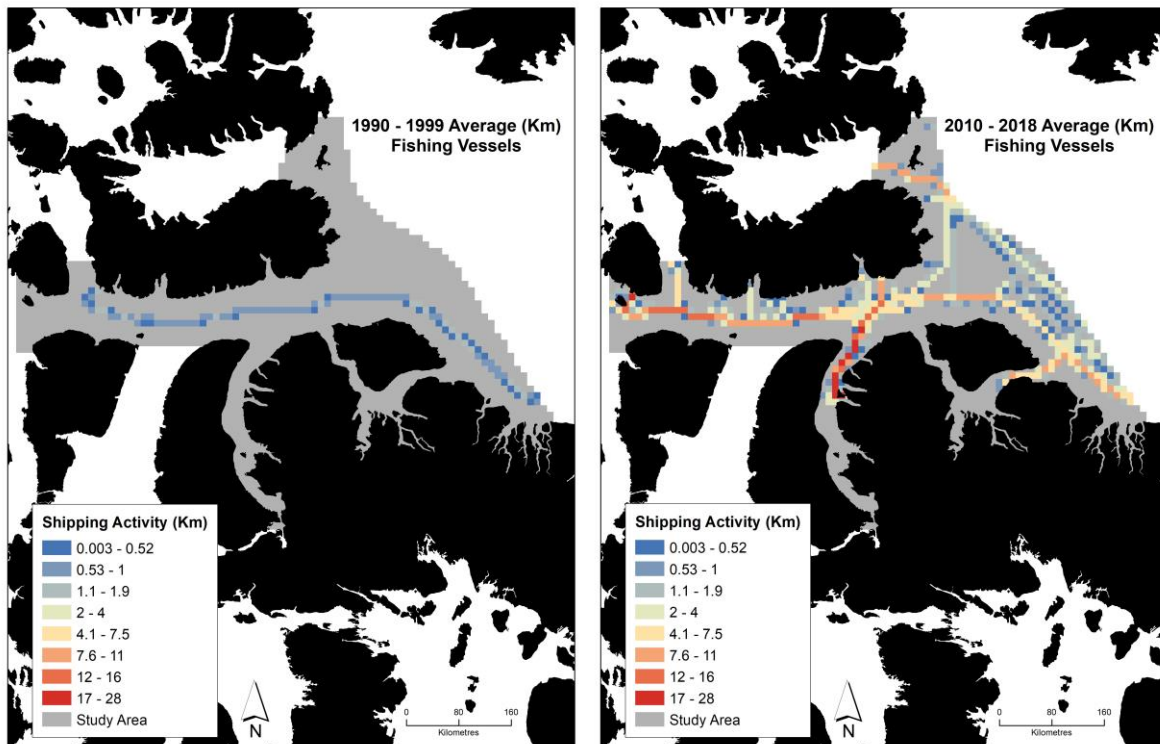 1990 - 1999 Average (Km)
Fishing Vessels
Shipping Activity (Km)
0.003 - 0.52
0.53 - 1
1.1 - 1.9
2 - 4
4.1 - 7.5
7.6 - 11
12 - 16
17 - 28
Study Area
N
0 80 160
Kilometres
2010 - 2018 Average (Km)
Fishing Vessels
Shipping Activity (Km)
0.003 - 0.52
0.53 - 1
1.1 - 1.9
2 - 4
4.1 - 7.5
7.6 - 11
12 - 16
17 - 28
Study Area
N
0 80 160
Kilometres